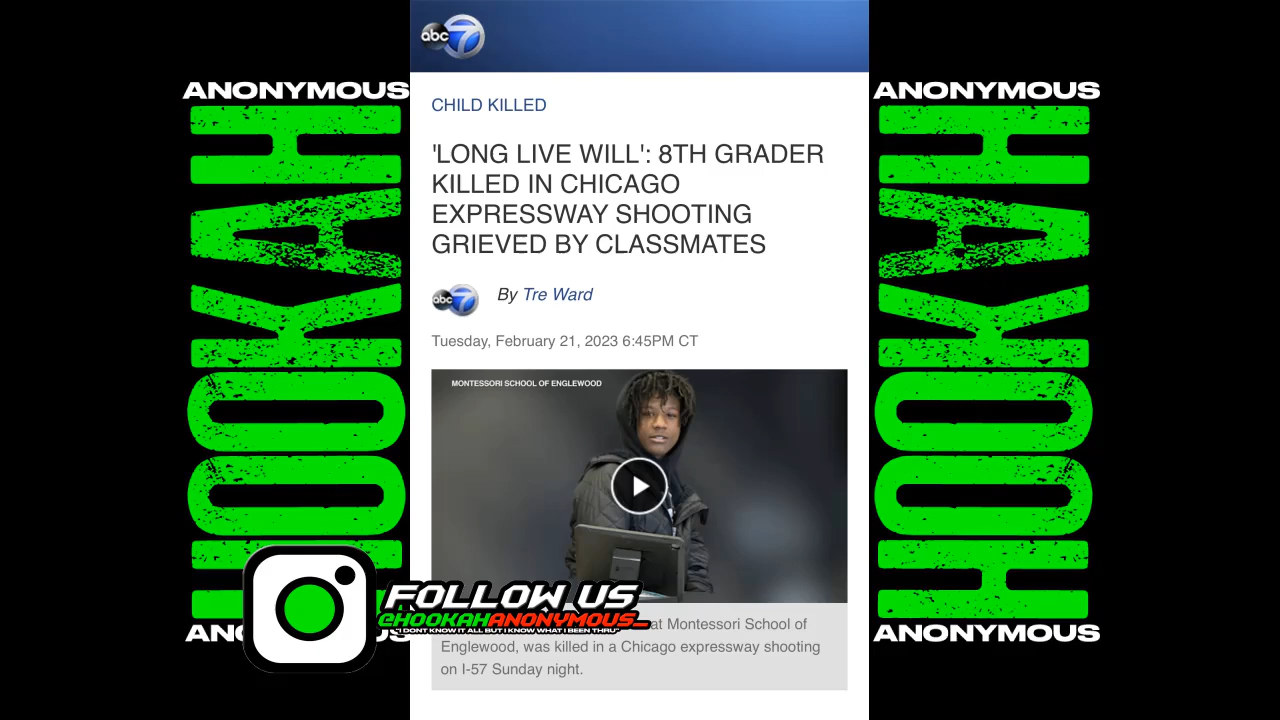 abc 7
ANONYMOUS
HOOKAH
ANONYMOUS
ANONYMOUS
HOOKAH
ANONYMOUS
CHILD KILLED
'LONG LIVE WILL': 8TH GRADER
KILLED IN CHICAGO
EXPRESSWAY SHOOTING
GRIEVED BY CLASSMATES
abc 7
By Tre Ward
Tuesday, February 21, 2023 6:45PM CT
MONTESSORI SCHOOL OF ENGLEWOOD
FOLLOW US
@HOOKAHANONYMOUS_
"I DONT KNOW IT ALL BUT I KNOW WHAT I BEEN THRU"
at Montessori School of
Englewood, was killed in a Chicago expressway shooting
on I-57 Sunday night.